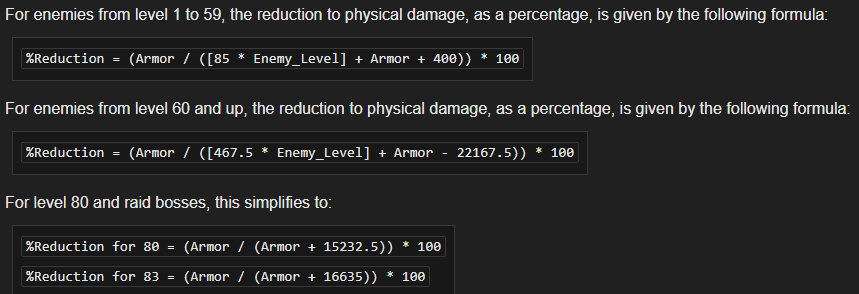 For enemies from level 1 to 59, the reduction to physical damage, as a percentage, is given by the following formula:
%Reduction = (Armor / ([85 * Enemy_Level] + Armor + 400)) * 100
For enemies from level 60 and up, the reduction to physical damage, as a percentage, is given by the following formula:
%Reduction = (Armor / ([467.5 * Enemy_Level] + Armor - 22167.5)) * 100
For level 80 and raid bosses, this simplifies to:
%Reduction for 80 = (Armor / (Armor + 15232.5)) * 100
%Reduction for 83 = (Armor / (Armor + 16635)) * 100